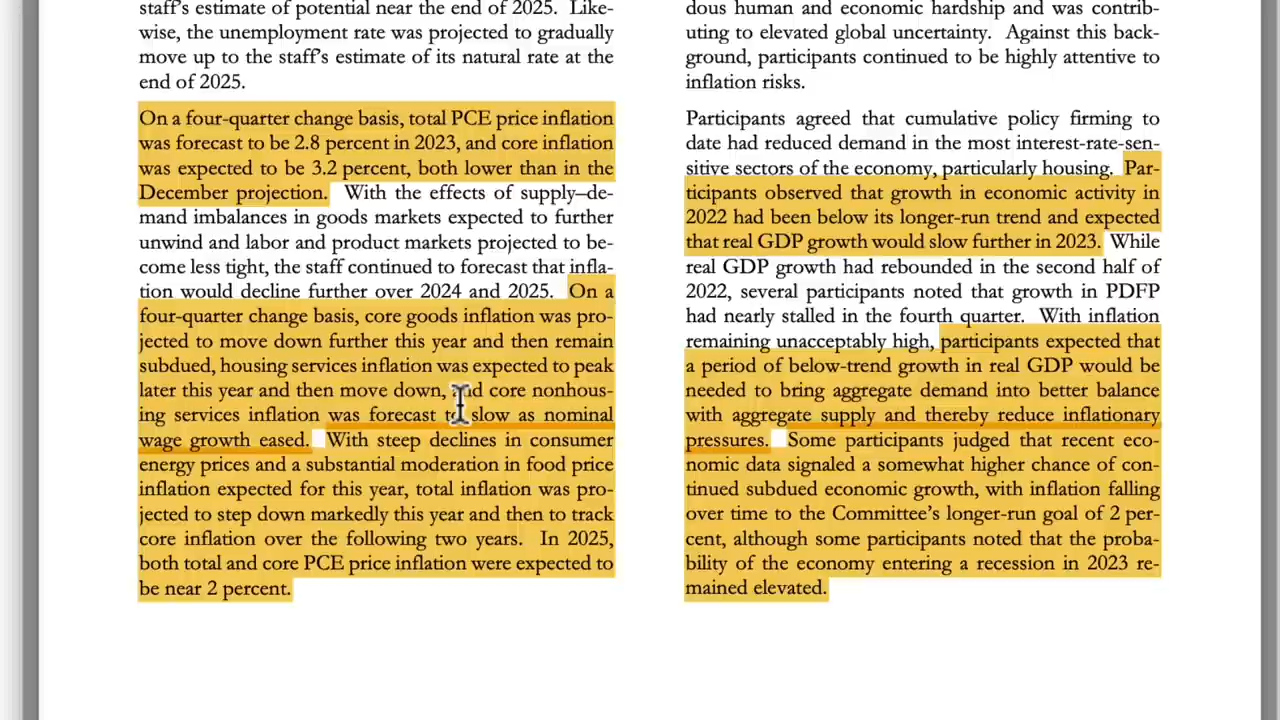 staff's estimate of potential near the end of 2025. Like-
wise, the unemployment rate was projected to gradually
move up to the staff's estimate of its natural rate at the
end of 2025.
On a four-quarter change basis, total PCE price inflation
was forecast to be 2.8 percent in 2023, and core inflation
was expected to be 3.2 percent, both lower than in the
December projection. With the effects of supply–de-
mand imbalances in goods markets expected to further
unwind and labor and product markets projected to be-
come less tight, the staff continued to forecast that infla-
tion would decline further over 2024 and 2025. On a
four-quarter change basis, core goods inflation was pro-
jected to move down further this year and then remain
subdued, housing services inflation was expected to peak
later this year and then move down, and core nonhous-
ing services inflation was forecast to slow as nominal
wage growth eased. With steep declines in consumer
energy prices and a substantial moderation in food price
inflation expected for this year, total inflation was pro-
jected to step down markedly this year and then to track
core inflation over the following two years. In 2025,
both total and core PCE price inflation were expected to
be near 2 percent.
dous human and economic hardship and was contrib-
uting to elevated global uncertainty. Against this back-
ground, participants continued to be highly attentive to
inflation risks.
Participants agreed that cumulative policy firming to
date had reduced demand in the most interest-rate-sen-
sitive sectors of the economy, particularly housing. Par-
ticipants observed that growth in economic activity in
2022 had been below its longer-run trend and expected
that real GDP growth would slow further in 2023. While
real GDP growth had rebounded in the second half of
2022, several participants noted that growth in PDFP
had nearly stalled in the fourth quarter. With inflation
remaining unacceptably high, participants expected that
a period of below-trend growth in real GDP would be
needed to bring aggregate demand into better balance
with aggregate supply and thereby reduce inflationary
pressures. Some participants judged that recent eco-
nomic data signaled a somewhat higher chance of con-
tinued subdued economic growth, with inflation falling
over time to the Committee's longer-run goal of 2 per-
cent, although some participants noted that the proba-
bility of the economy entering a recession in 2023 re-
mained elevated.